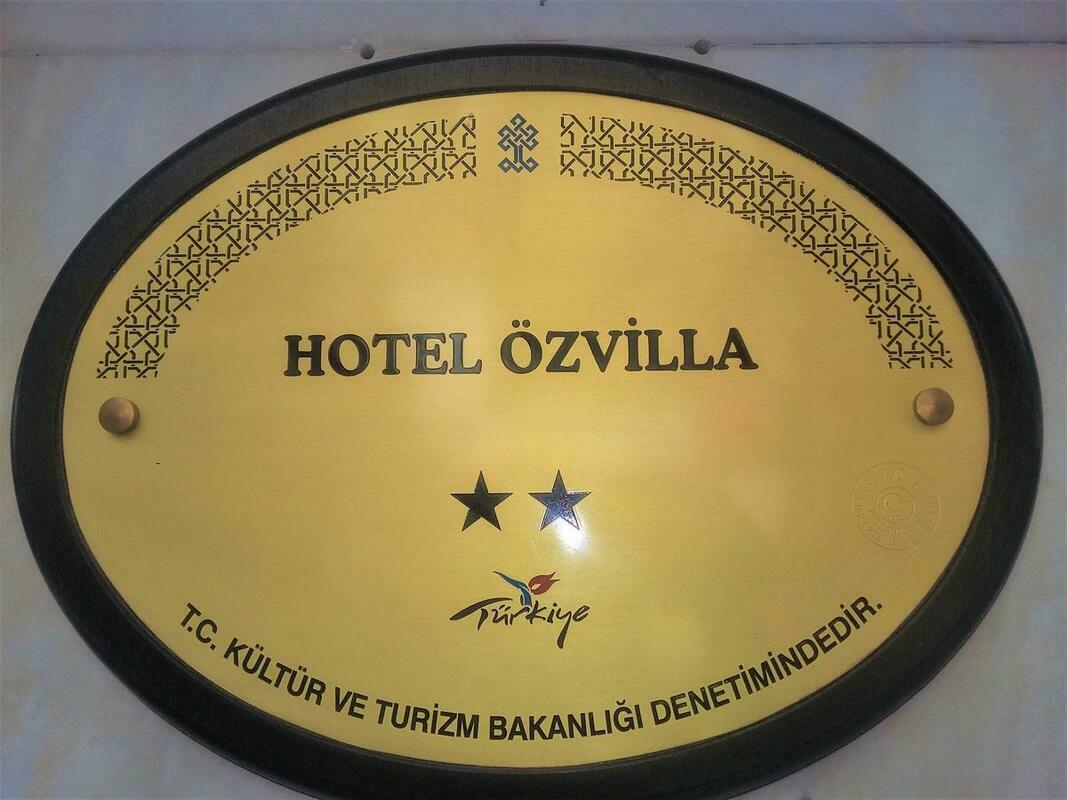 HOTEL ÖZVİLLA
Türkiye
T.C. KÜLTÜR VE TURİZM BAKANLIĞI DENETİMİNDEDİR.